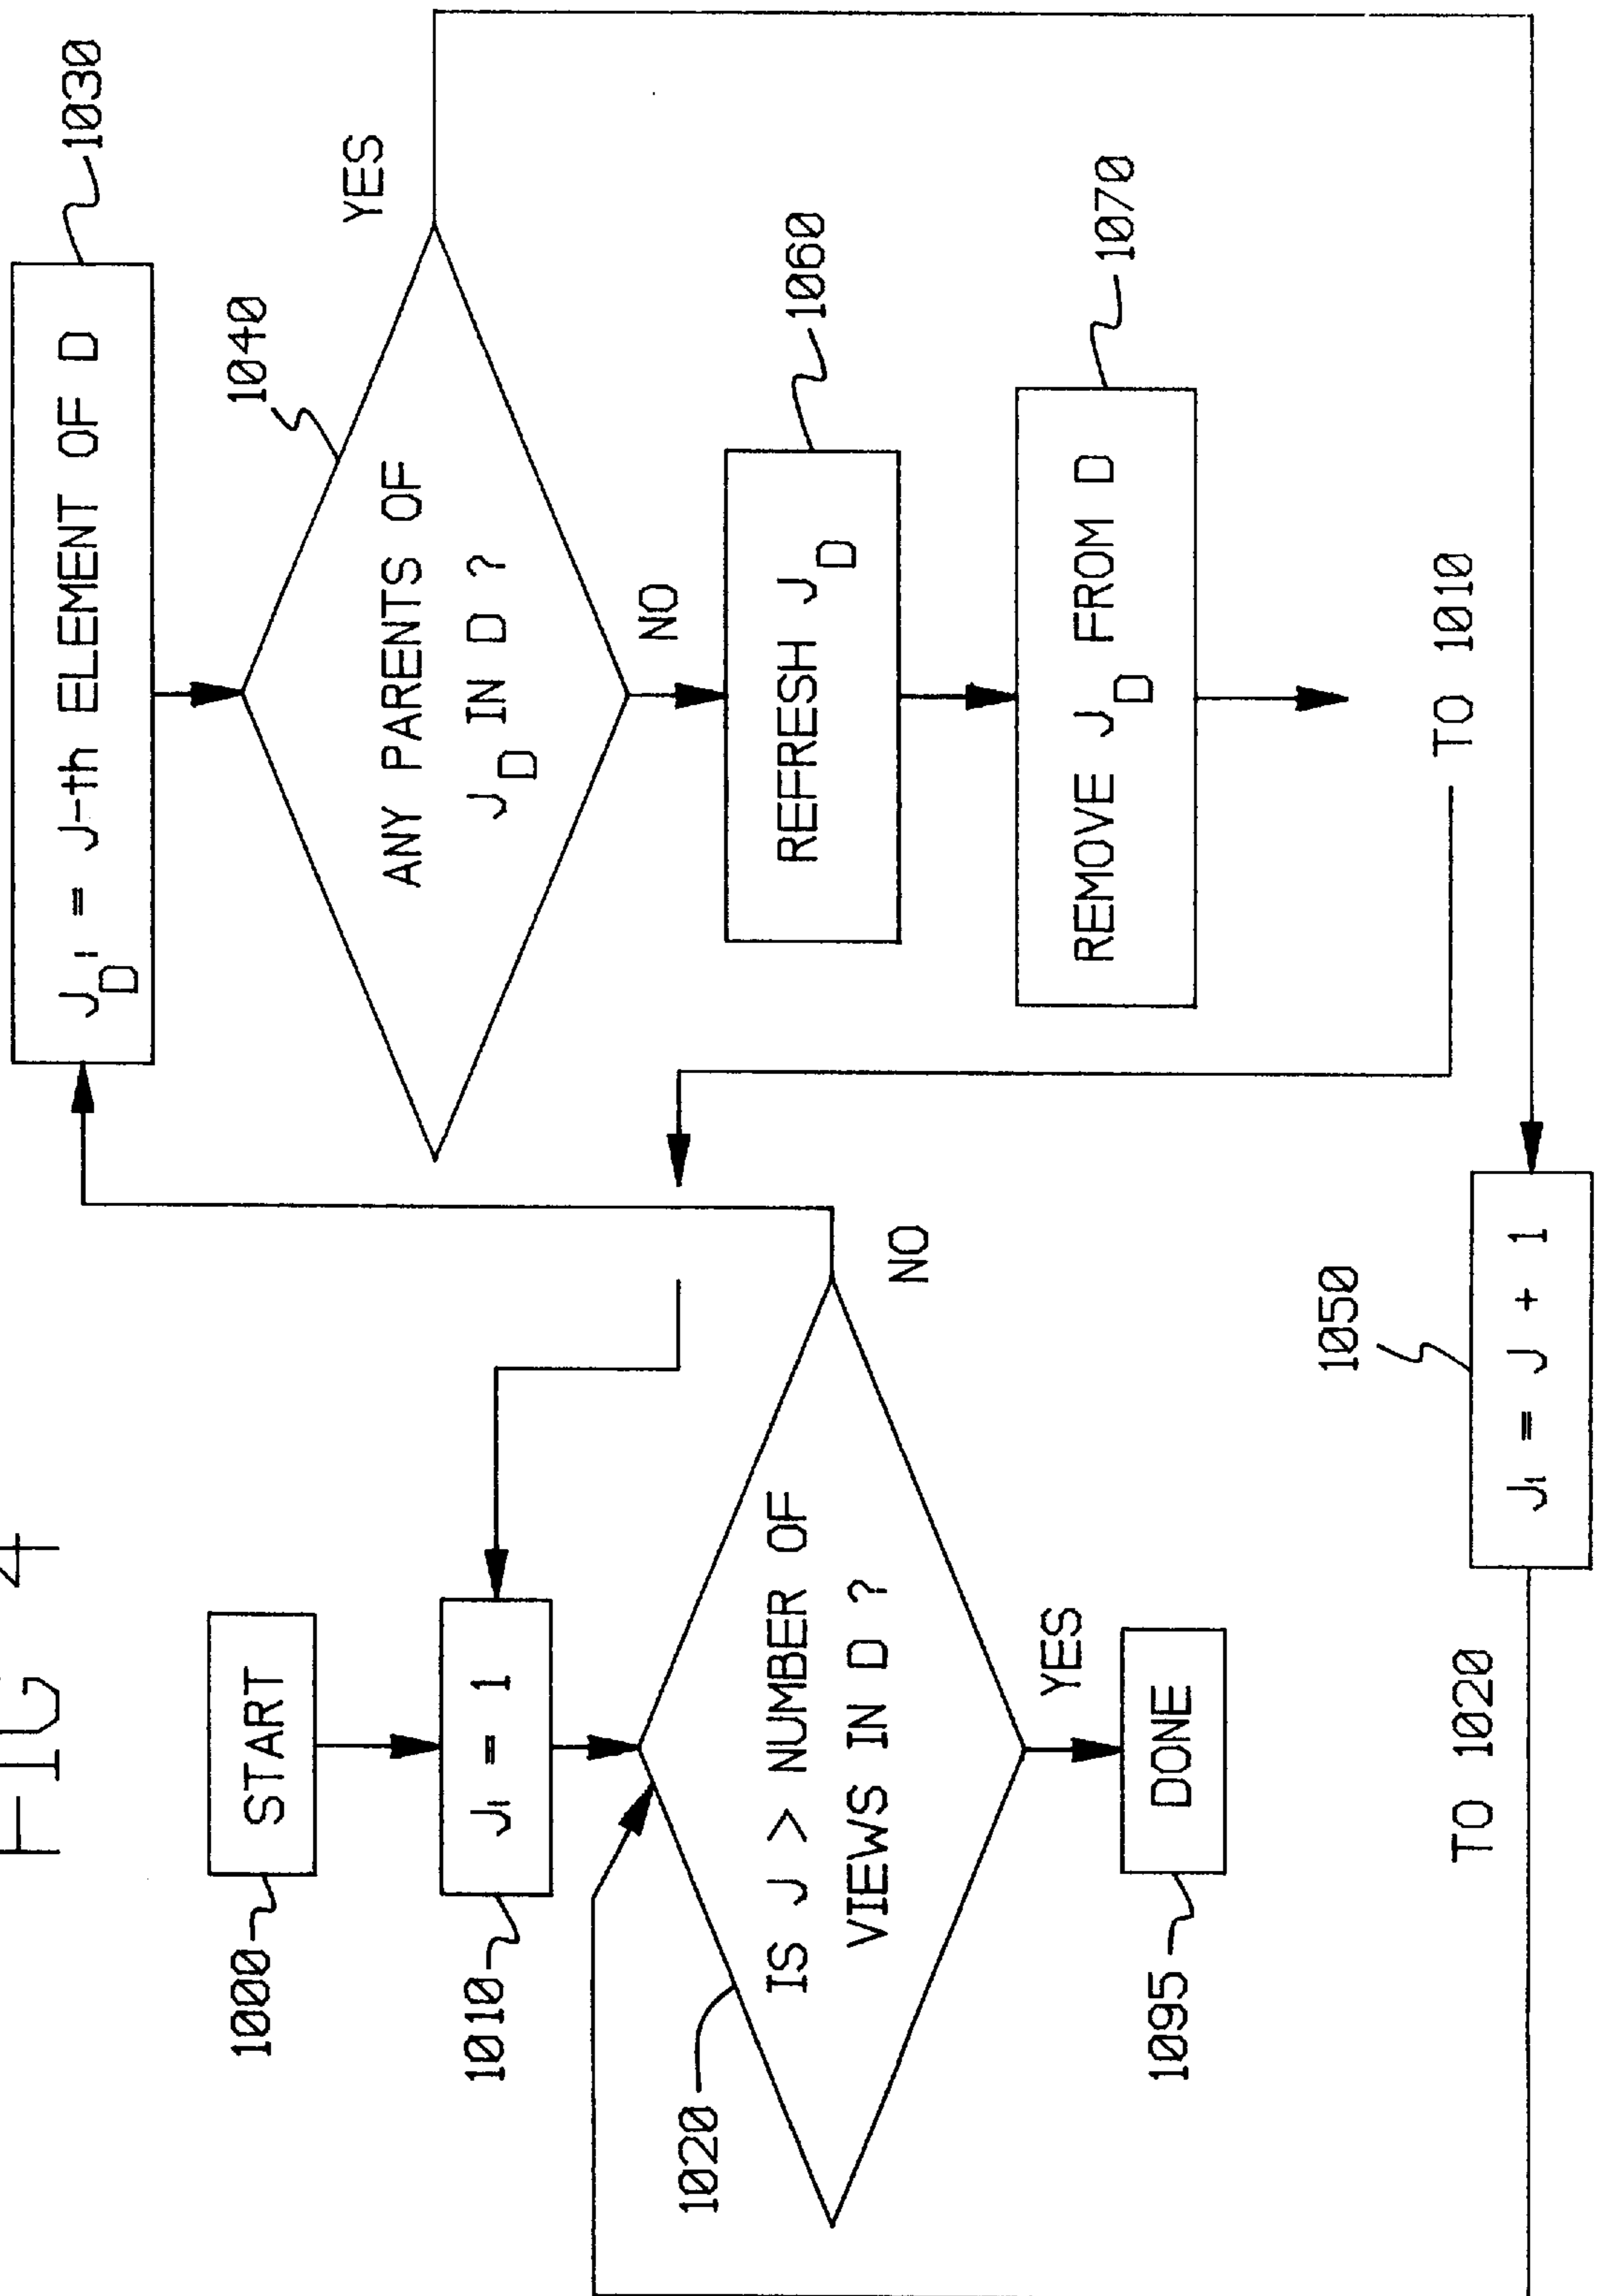 FIG 4
1000
START
1010
J: = 1
1020
IS J > NUMBER OF
VIEWS IN D ?
NO
YES
1095
DONE
1030
J_D: = J-th ELEMENT OF D
1040
ANY PARENTS OF
J_D IN D ?
YES
NO
1060
REFRESH J_D
1070
REMOVE J_D FROM D
TO 1010
1050
J: = J + 1
TO 1020